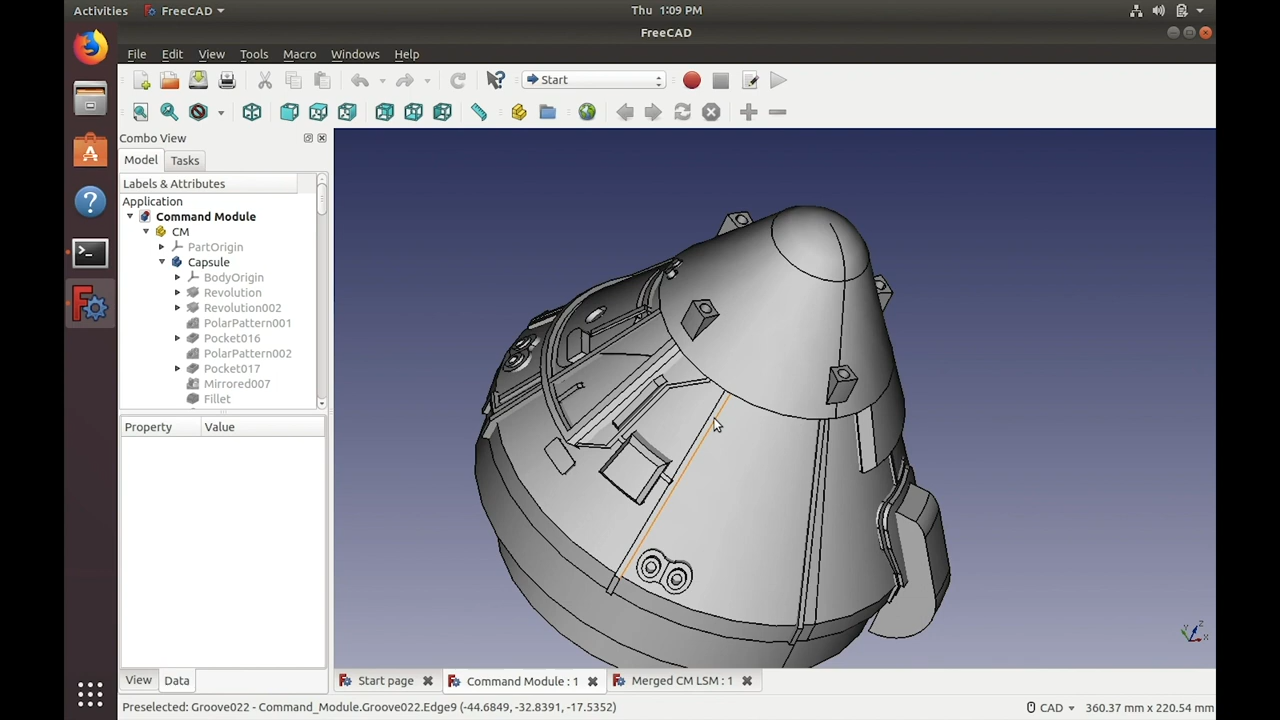 Activities FreeCAD Thu 1:09 PM
FreeCAD
File Edit View Tools Macro Windows Help
Start
Combo View
Model Tasks
Labels & Attributes
Application
Command Module
CM
PartOrigin
Capsule
BodyOrigin
Revolution
Revolution002
PolarPattern001
Pocket016
PolarPattern002
Pocket017
Mirrored007
Fillet
Property Value
View Data
Start page Command Module : 1 Merged CM LSM : 1
Preselected: Groove022 - Command_Module.Groove022.Edge9 (-44.6849, -32.8391, -17.5352) CAD 360.37 mm x 220.54 mm